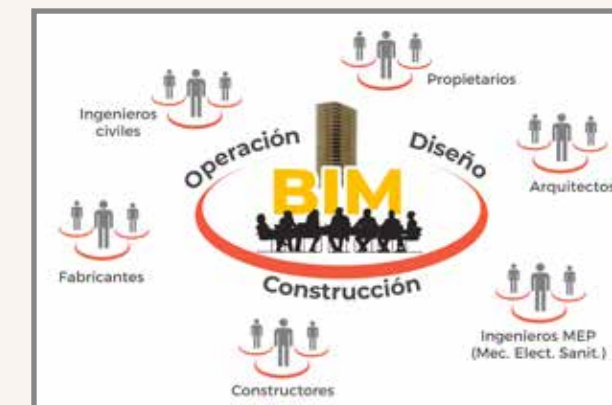 Propietarios
Ingenieros
civiles
Operación
Diseño
BIM
Arquitectos
Fabricantes
Construcción
Ingenieros MEP
(Mec. Elect. Sanit.)
Constructores